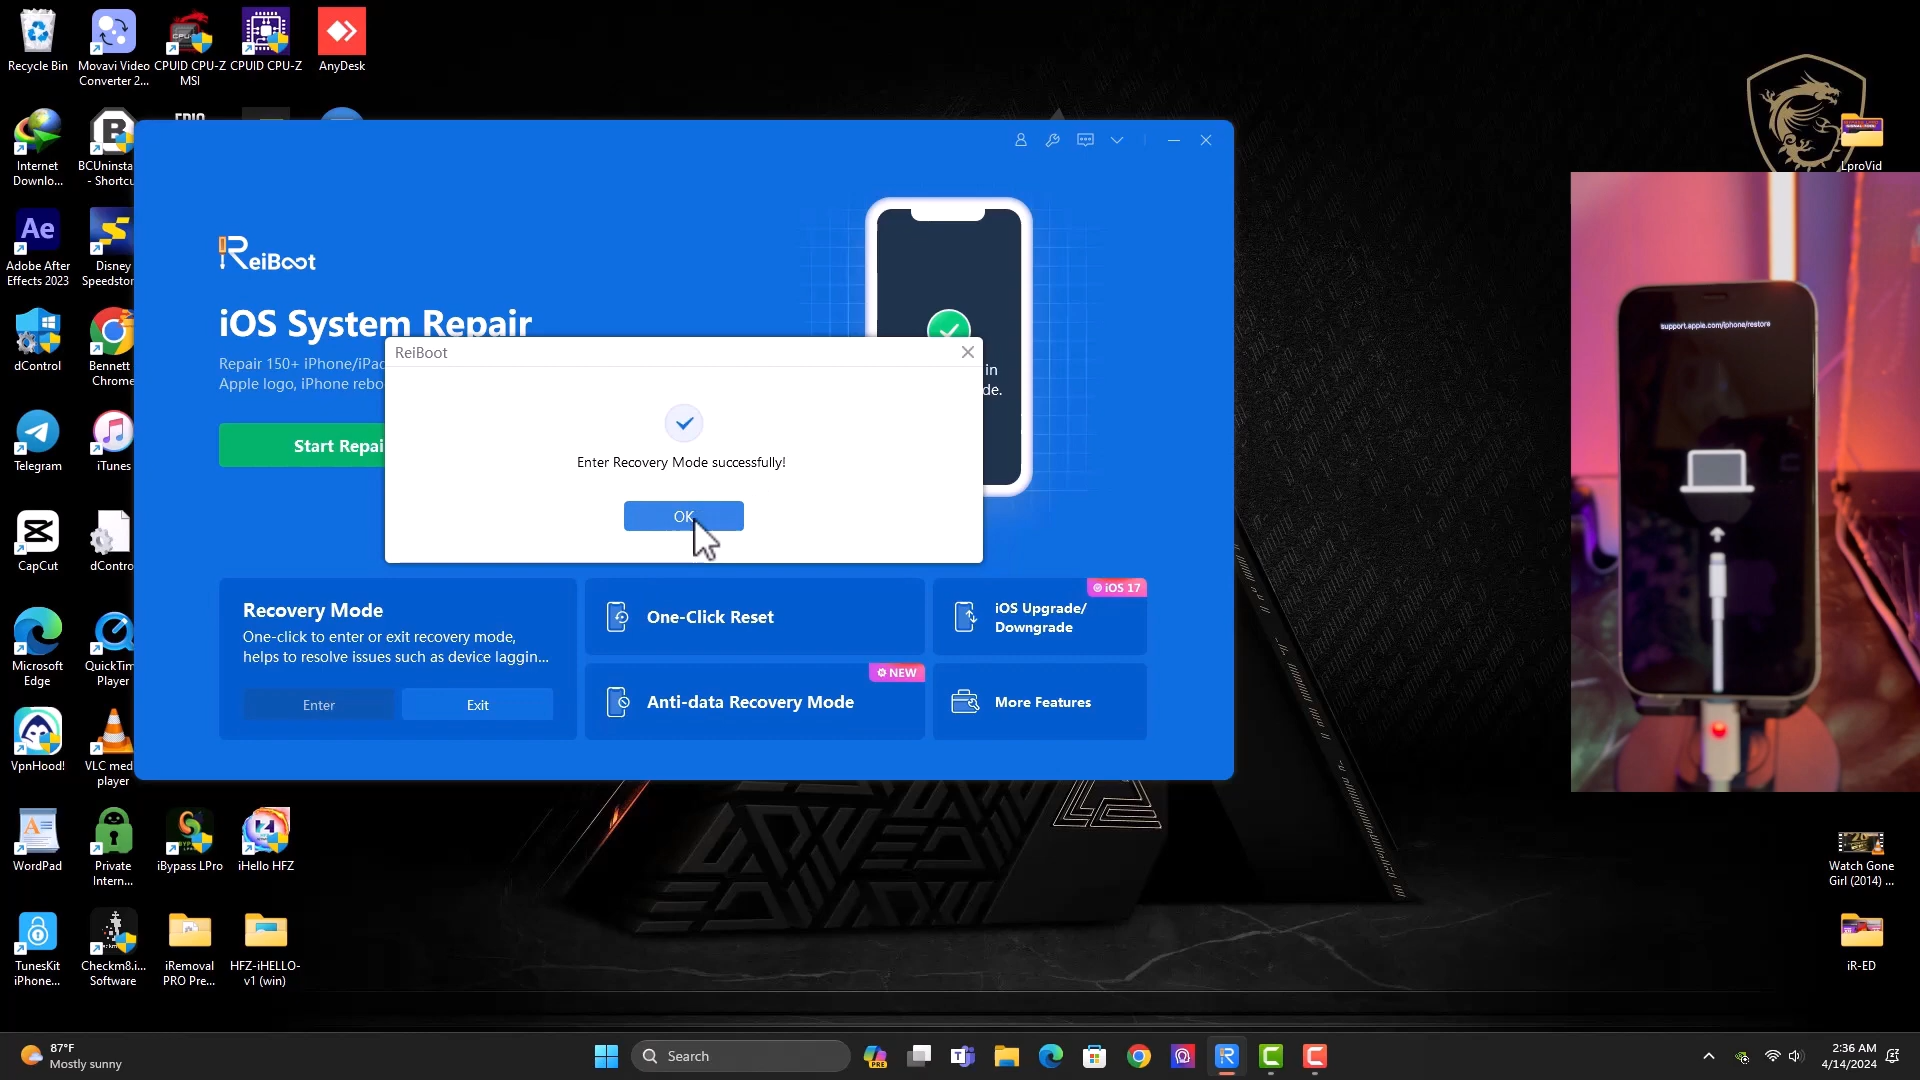 Recycle Bin
Movavi Video
Converter 2...
CPUID CPU-Z
MSI
CPUID CPU-Z
AnyDesk
Internet
Downlo...
BCUninsta
- Shortcu
Adobe After
Effects 2023
Disney
Speedstor
dControl
Bennett
Chrome
Telegram
iTunes
CapCut
dContro
Microsoft
Edge
QuickTim
Player
VpnHood!
VLC med
player
WordPad
Private
Intern...
iBypass LPro
iHello HFZ
TunesKit
iPhone...
Checkm8.i...
Software
iRemoval
PRO Pre...
HFZ-iHELLO-
v1 (win)
ReiBoot
iOS System Repair
Repair 150+ iPhone/iPad
Apple logo, iPhone reboo
Start Repai
in
de.
ReiBoot
Enter Recovery Mode successfully!
OK
Recovery Mode
One-click to enter or exit recovery mode,
helps to resolve issues such as device laggin...
Enter
Exit
One-Click Reset
NEW
Anti-data Recovery Mode
iOS 17
iOS Upgrade/
Downgrade
More Features
LproVid
support.apple.com/iphone/restore
Watch Gone
Girl (2014) ...
iR-ED
87°F
Mostly sunny
Search
PRE
2:36 AM
4/14/2024